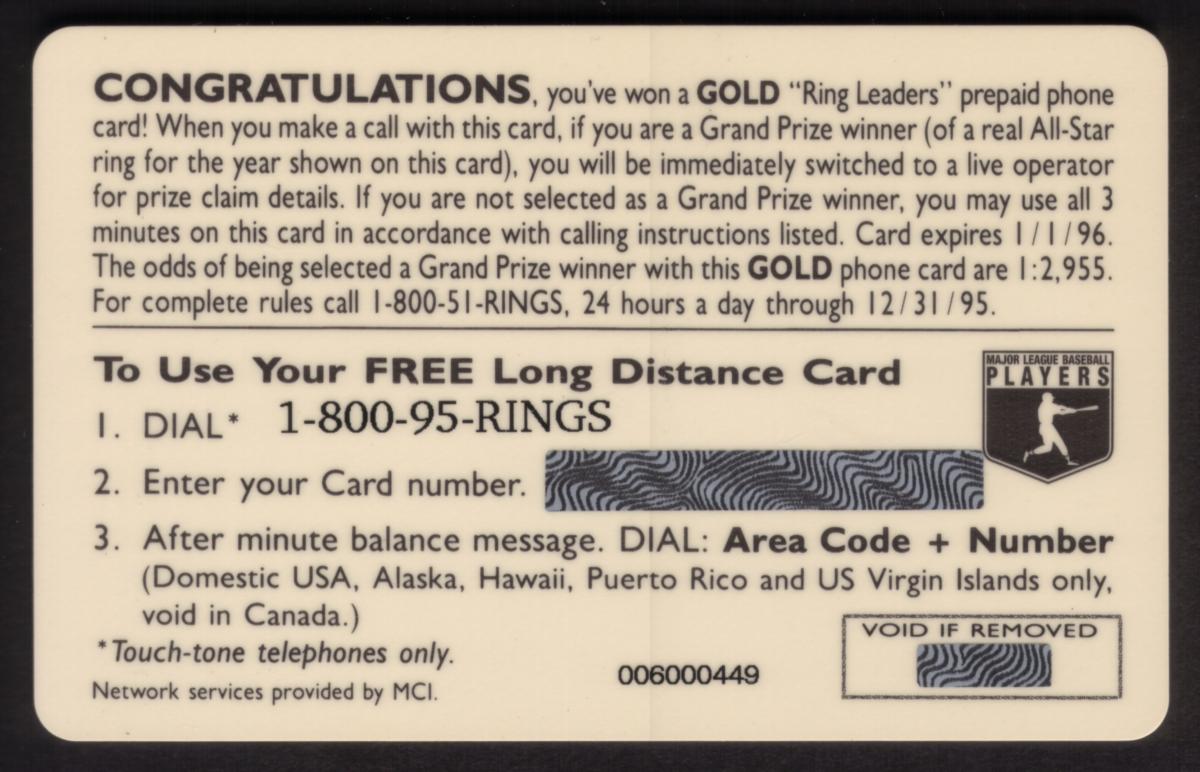 CONGRATULATIONS, you've won a GOLD "Ring Leaders" prepaid phone
card! When you make a call with this card, if you are a Grand Prize winner (of a real All-Star
ring for the year shown on this card), you will be immediately switched to a live operator
for prize claim details. If you are not selected as a Grand Prize winner, you may use all 3
minutes on this card in accordance with calling instructions listed. Card expires 1/1/96.
The odds of being selected a Grand Prize winner with this GOLD phone card are 1:2,955.
For complete rules call 1-800-51-RINGS, 24 hours a day through 12/31/95.
To Use Your FREE Long Distance Card
MAJOR LEAGUE BASEBALL
PLAYERS
1. DIAL* 1-800-95-RINGS
2. Enter your Card number.
3. After minute balance message. DIAL: Area Code + Number
(Domestic USA, Alaska, Hawaii, Puerto Rico and US Virgin Islands only,
void in Canada.)
*Touch-tone telephones only.
Network services provided by MCI.
006000449
VOID IF REMOVED